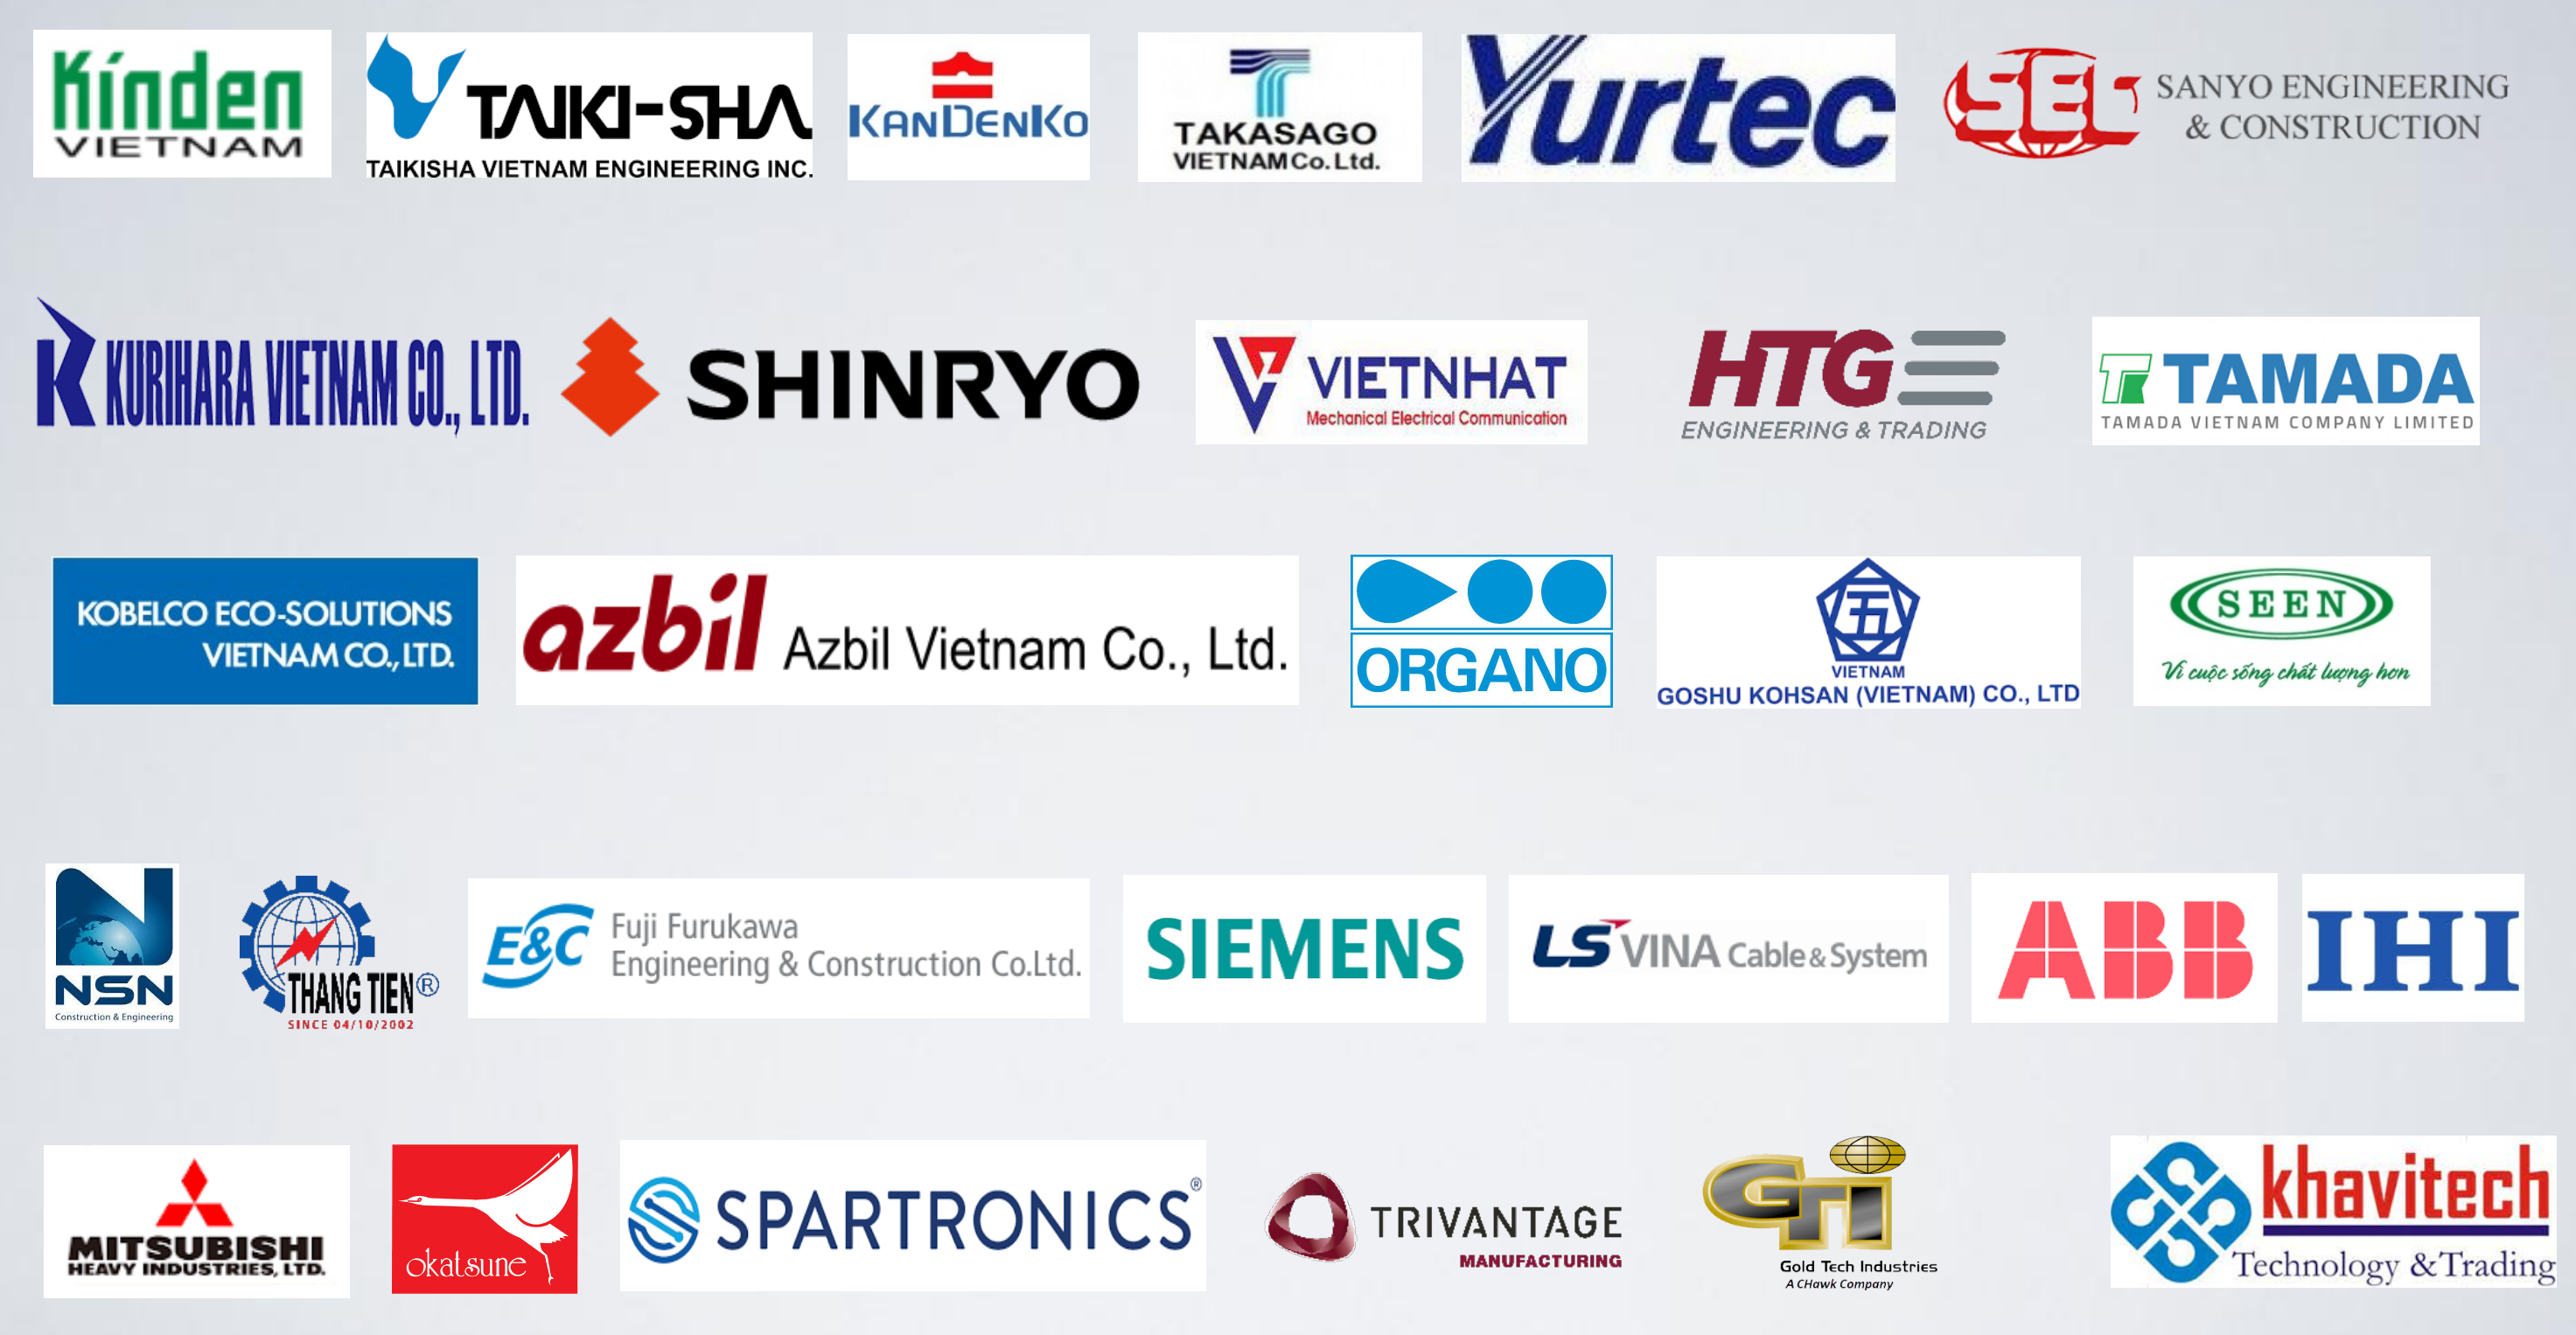 Kinden
VIETNAM
TAIKI-SHA
TAIKISHA VIETNAM ENGINEERING INC.
KANDENKO
TAKASAGO
VIETNAM Co. Ltd.
Yurtec
SEC
SANYO ENGINEERING
& CONSTRUCTION
KURIHARA VIETNAM CO., LTD.
SHINRYO
VIETNHAT
Mechanical Electrical Communication
HTG
ENGINEERING & TRADING
TAMADA
TAMADA VIETNAM COMPANY LIMITED
KOBELCO ECO-SOLUTIONS
VIETNAM CO., LTD.
azbil Azbil Vietnam Co., Ltd.
ORGANO
五
VIETNAM
GOSHU KOHSAN (VIETNAM) CO., LTD
SEEN
Vì cuộc sống chất lượng hơn
N
NSN
Construction & Engineering
THANG TIEN®
SINCE 04/10/2002
E&C
Fuji Furukawa
Engineering & Construction Co.Ltd.
SIEMENS
LS VINA Cable & System
ABB
IHI
MITSUBISHI
HEAVY INDUSTRIES, LTD.
okatsune
SPARTRONICS®
TRIVANTAGE
MANUFACTURING
GTI
Gold Tech Industries
A CHawk Company
khavitech
Technology & Trading